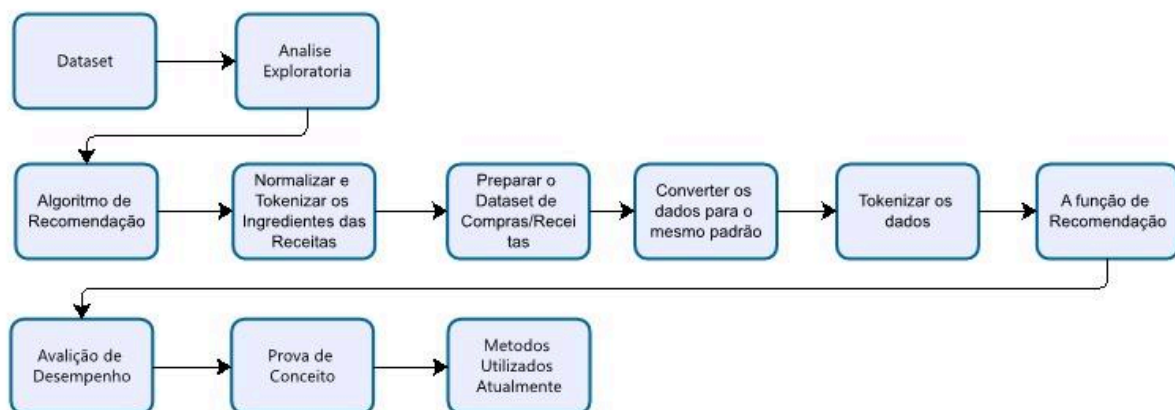 Dataset
Analise
Exploratoria
Algoritmo de
Recomendação
Normalizar e
Tokenizar os
Ingredientes das
Receitas
Preparar o
Dataset de
Compras/Recei
tas
Converter os
dados para o
mesmo padrão
Tokenizar os
dados
A função de
Recomendação
Avalição de
Desempenho
Prova de
Conceito
Metodos
Utilizados
Atualmente